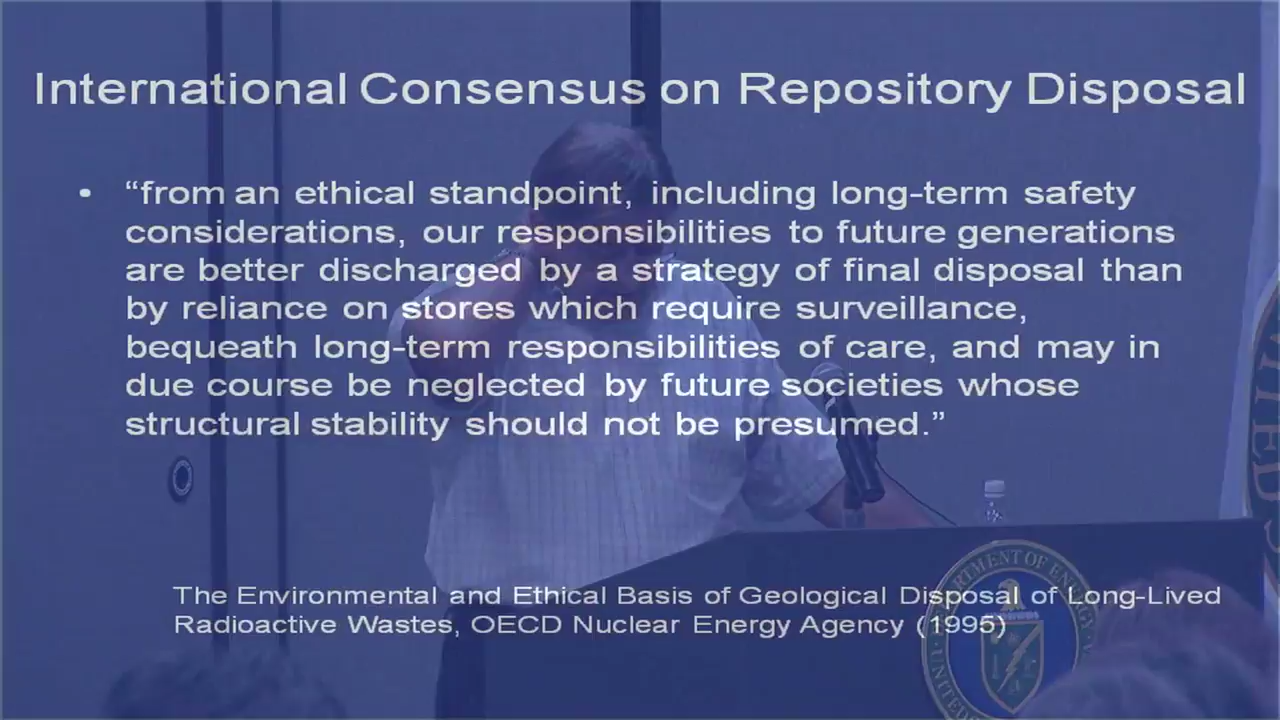 International Consensus on Repository Disposal
• “from an ethical standpoint, including long-term safety
considerations, our responsibilities to future generations
are better discharged by a strategy of final disposal than
by reliance on stores which require surveillance,
bequeath long-term responsibilities of care, and may in
due course be neglected by future societies whose
structural stability should not be presumed.”
The Environmental and Ethical Basis of Geological Disposal of Long-Lived
Radioactive Wastes, OECD Nuclear Energy Agency (1995)
ARTMENT OF ENERG
UNITED